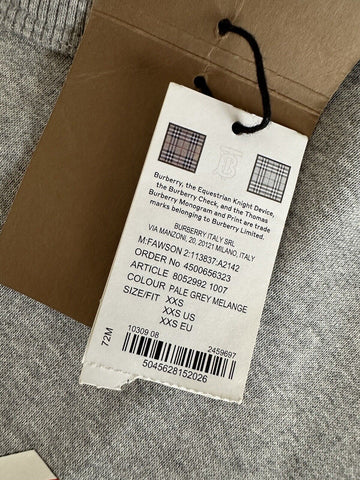 TB
Burberry, the Equestrian Knight Device,
the Burberry Check, and the Thomas
Burberry Monogram and Print are trade
marks belonging to Burberry Limited.
BURBERRY ITALY SRL
VIA MANZONI, 20, 20121 MILANO, ITALY
M:FAWSON 2:113837:A2142
ORDER No 4500656323
ARTICLE 8052992 1007
COLOUR PALE GREY MELANGE
SIZE/FIT XXS
XXS US
XXS EU
72M
10309 08
2459697
5045628152026